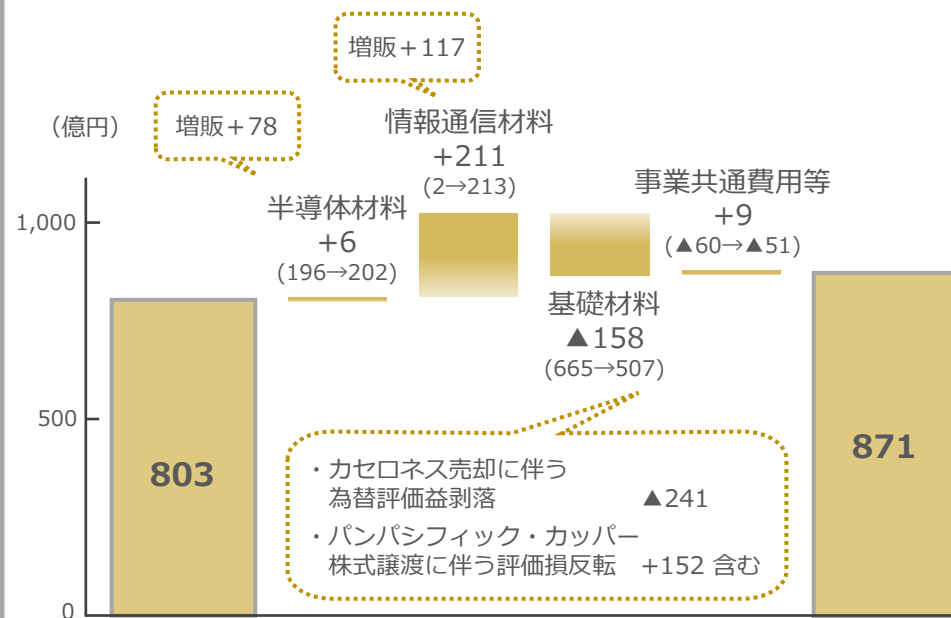 増販+117
(億円)
増販+78
情報通信材料
+211
(2→213)
事業共通費用等
+9
(▲60→▲51)
半導体材料
+6
(196→202)
基礎材料
▲158
(665→507)
1,000
500
0
803
871
・カセロネス売却に伴う
為替評価益剥落 ▲241
・パンパシフィック・カッパー
株式譲渡に伴う評価損反転 +152 含む